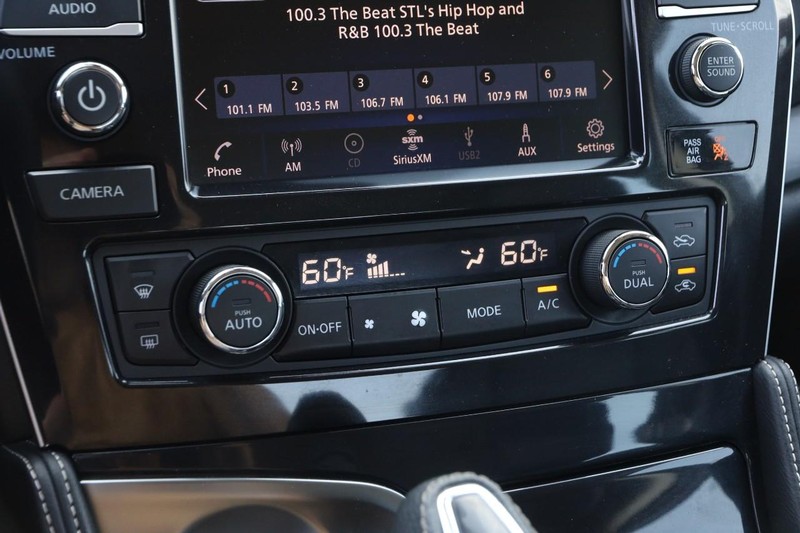 AUDIO
VOLUME
100.3 The Beat STL's Hip Hop and
R&B 100.3 The Beat
1 101.1 FM
2 103.5 FM
3 106.7 FM
4 106.1 FM
5 107.9 FM
6 107.9 FM
Phone
AM
CD
sxm
SiriusXM
USB2
AUX
Settings
TUNE·SCROLL
ENTER
SOUND
PASS
AIR
BAG
CAMERA
60°F
60°F
PUSH
AUTO
ON·OFF
MODE
A/C
PUSH
DUAL